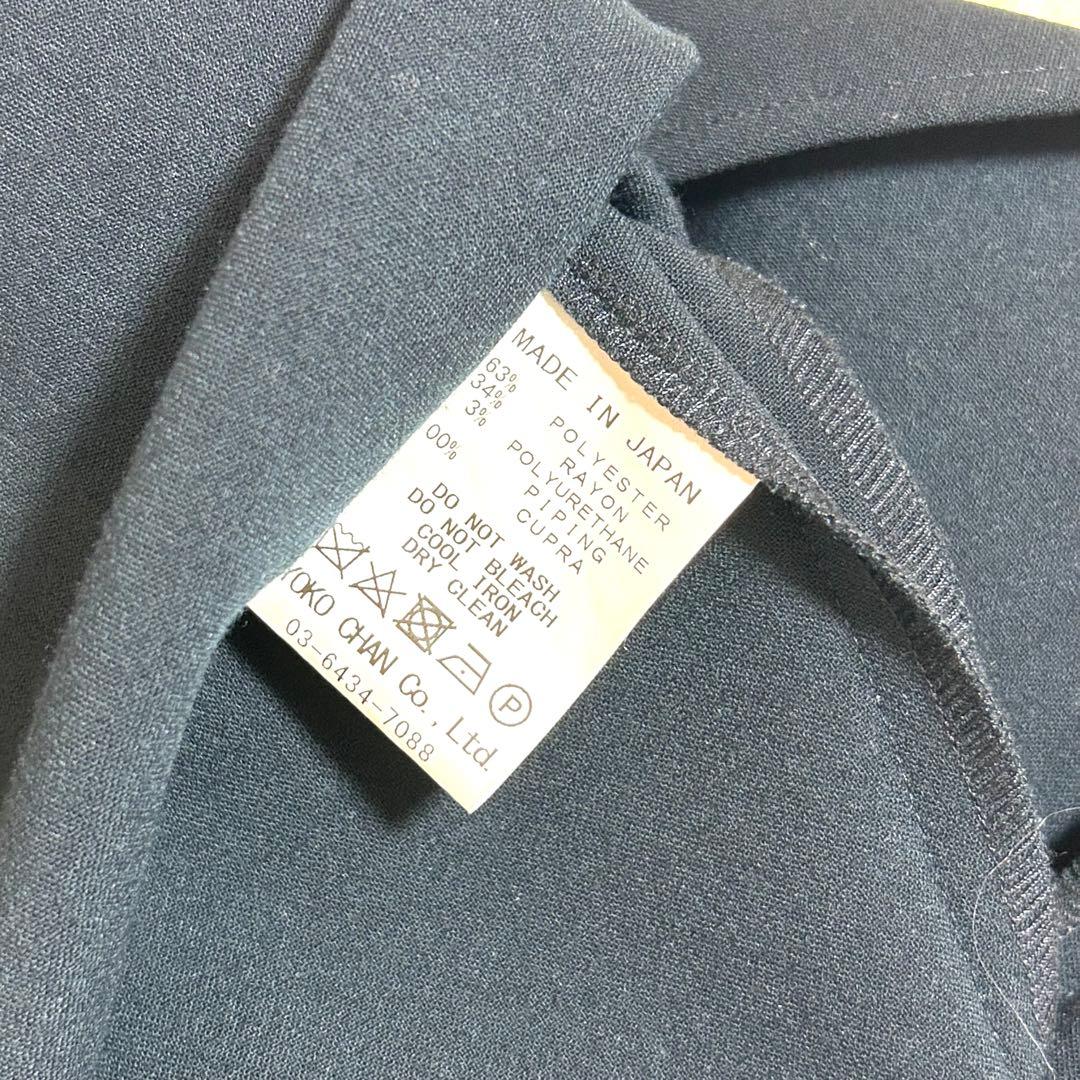 MADE IN JAPAN
63% POLYESTER
34% RAYON
3% POLYURETHANE
PIPING
00% CUPRA
DO NOT WASH
DO NOT BLEACH
COOL IRON
DRY CLEAN
P
YOKO CHAN Co., Ltd.
03-6434-7088